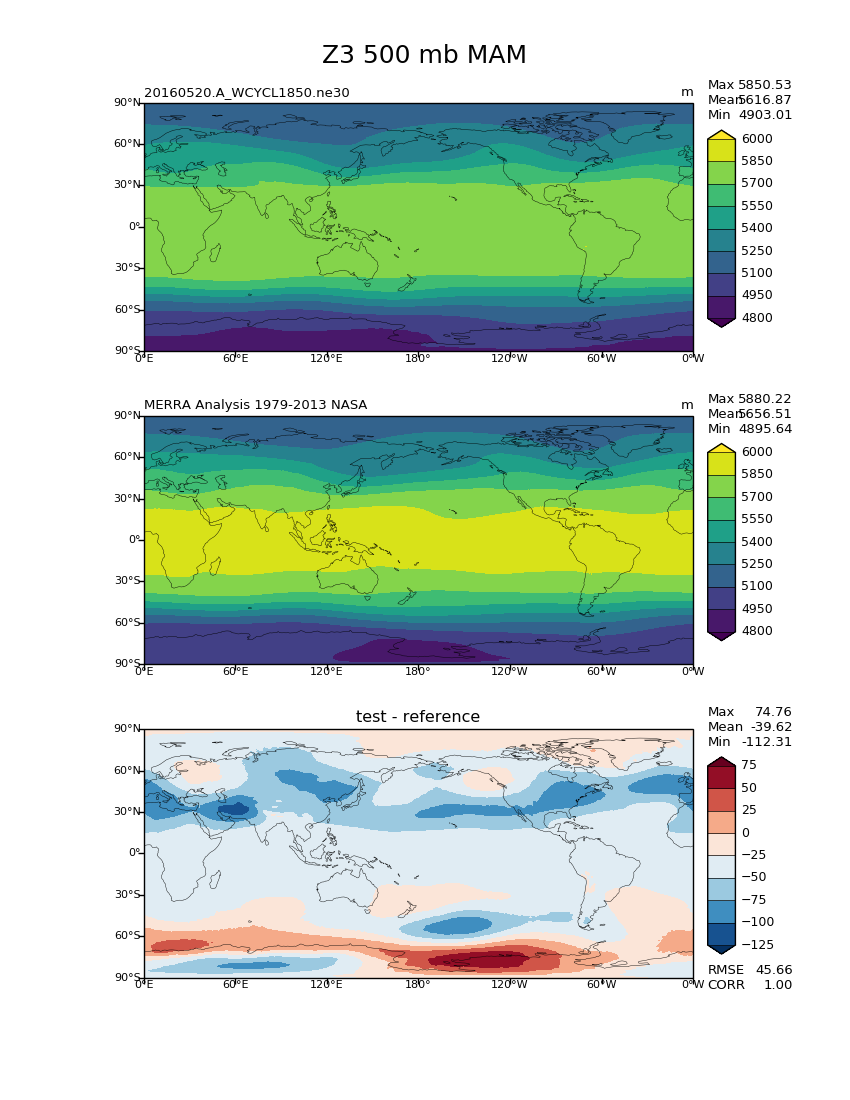 Z3 500 mb MAM
20160520.A_WCYCL1850.ne30
m
Max 5850.53
Mean 5616.87
Min 4903.01
90°N
60°N
30°N
0°
30°S
60°S
90°S
0°E 60°E 120°E 180° 120°W 60°W 0°W
6000
5850
5700
5550
5400
5250
5100
4950
4800
MERRA Analysis 1979-2013 NASA
m
Max 5880.22
Mean 5656.51
Min 4895.64
90°N
60°N
30°N
0°
30°S
60°S
90°S
0°E 60°E 120°E 180° 120°W 60°W 0°W
6000
5850
5700
5550
5400
5250
5100
4950
4800
test - reference
Max 74.76
Mean -39.62
Min -112.31
90°N
60°N
30°N
0°
30°S
60°S
90°S
0°E 60°E 120°E 180° 120°W 60°W 0°W
75
50
25
0
−25
−50
−75
−100
−125
RMSE 45.66
CORR 1.00